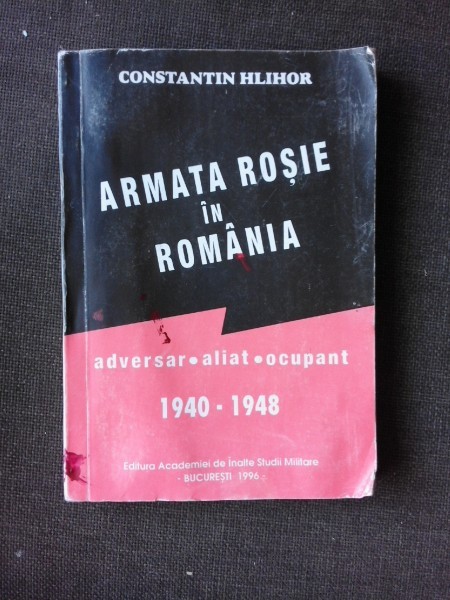 CONSTANTIN HLIHOR
ARMATA ROȘIE
ÎN
ROMÂNIA
adversar • aliat • ocupant
1940 - 1948
Editura Academiei de Înalte Studii Militare
- BUCUREȘTI 1996 -